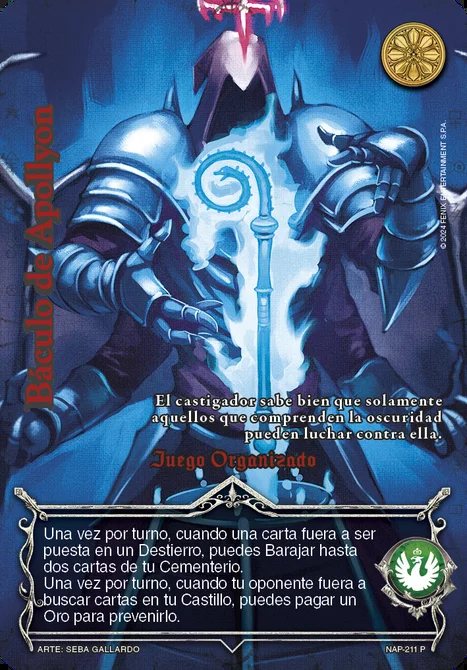 Báculo de Apollyon
© 2024 FENIX ENTERTAINMENT S.P.A.
El castigador sabe bien que solamente
aquellos que comprenden la oscuridad
pueden luchar contra ella.
Juego Organizado
Una vez por turno, cuando una carta fuera a ser
puesta en un Destierro, puedes Barajar hasta
dos cartas de tu Cementerio.
Una vez por turno, cuando tu oponente fuera a
buscar cartas en tu Castillo, puedes pagar un
Oro para prevenirlo.
ARTE: SEBA GALLARDO
NAP-211 P